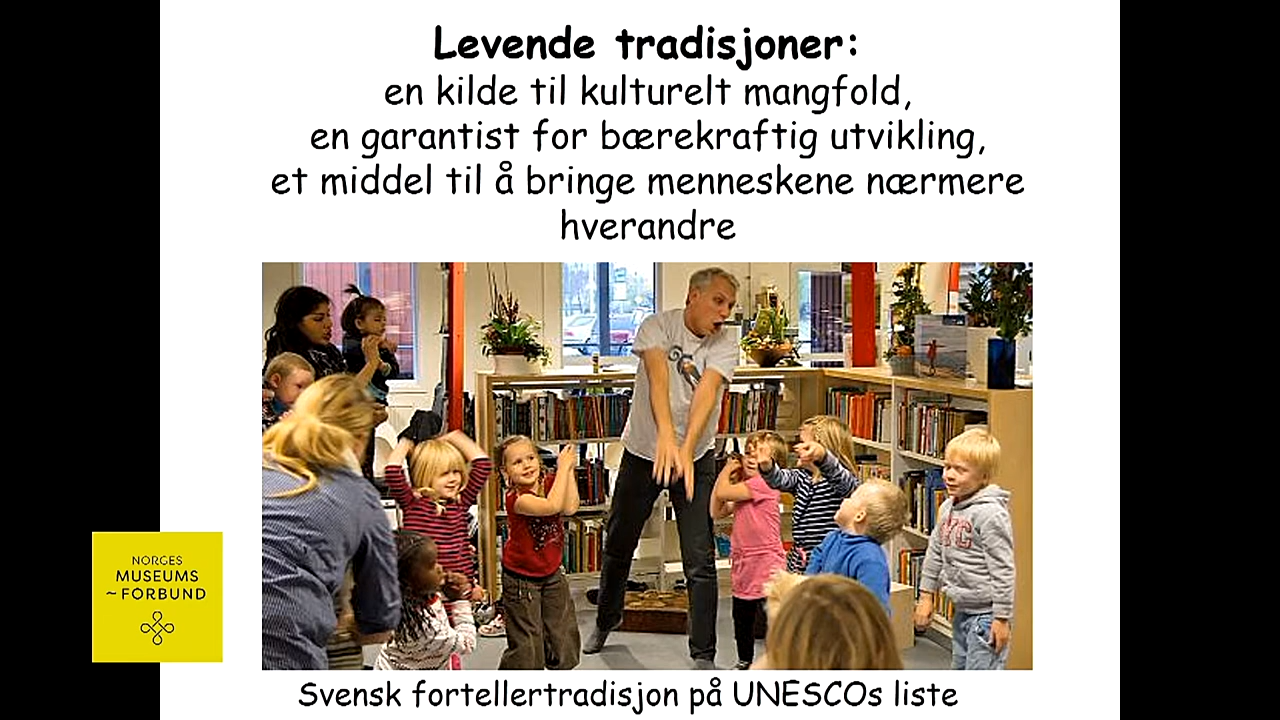 Levende tradisjoner:
en kilde til kulturelt mangfold,
en garantist for bærekraftig utvikling,
et middel til å bringe menneskene nærmere
hverandre
NYC
NORGES
MUSEUMS
~FORBUND
Svensk fortellertradisjon på UNESCOs liste